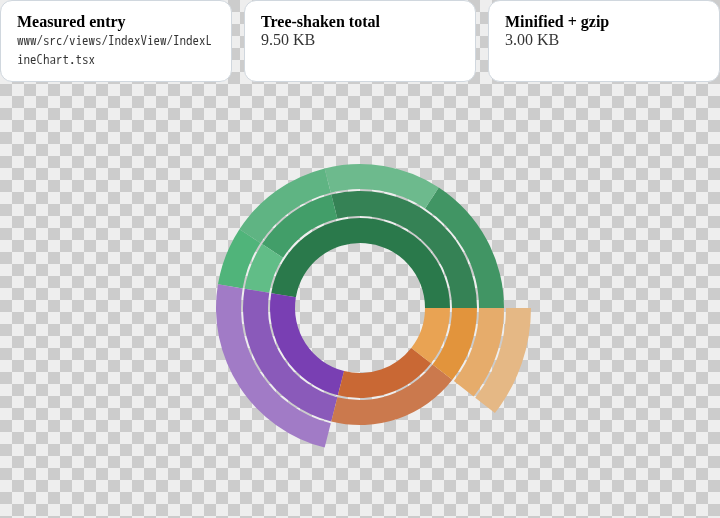 Measured entry
www/src/views/IndexView/IndexL
ineChart.tsx
Tree-shaken total
9.50 KB
Minified + gzip
3.00 KB